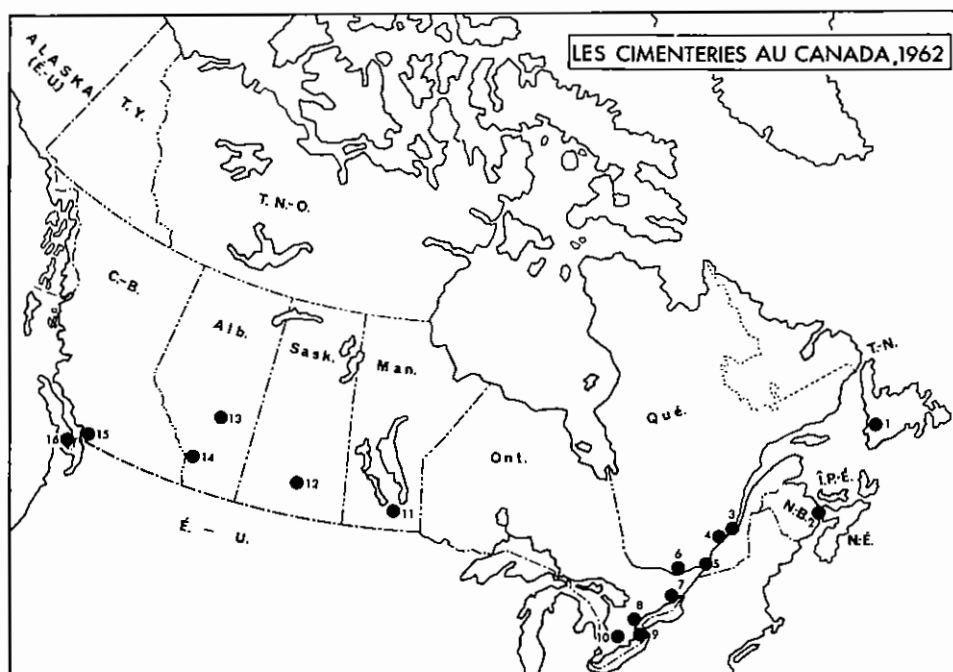 LES CIMENTERIES AU CANADA,1962
ALASKA
(É.-U)
T.Y.
T.N.-O.
C.-B.
Alb.
Sask.
Man.
Ont.
Qué.
T.-N.
Î.P.-É.
N.-B.
N.-É.
É. – U.
1
2
3
4
5
6
7
8
9
10
11
12
13
14
15
16